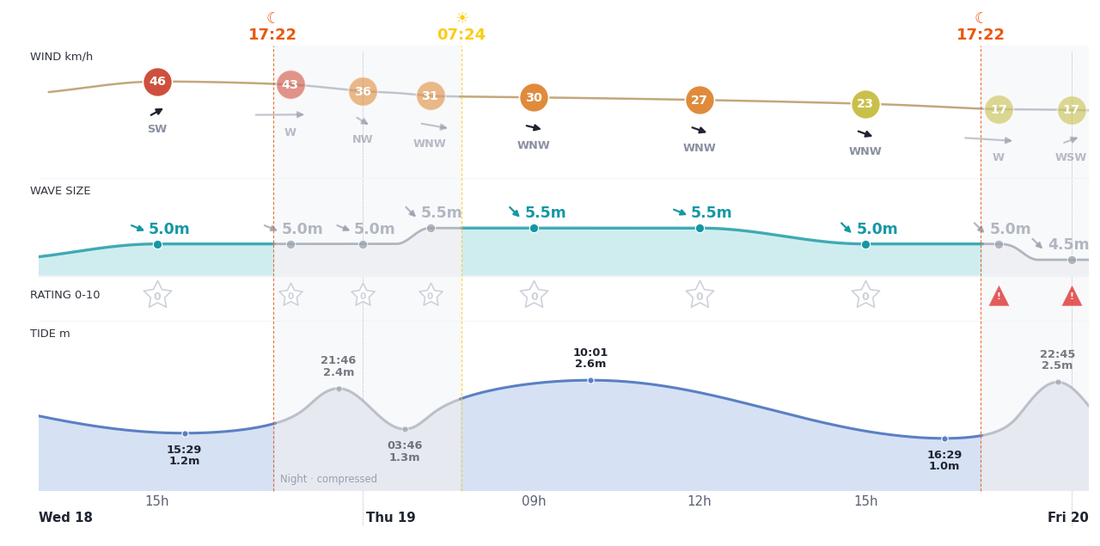 ☾ ☀ ☾
17:22 07:24 17:22
WIND km/h
46 43 36 31 30 27 23 17 17
SW W NW WNW WNW WNW WNW W WSW
WAVE SIZE
5.0m 5.0m 5.0m 5.5m 5.5m 5.5m 5.0m 5.0m 4.5m
RATING 0-10
0 0 0 0 0 0 0 ! !
TIDE m
21:46 10:01 22:45
2.4m 2.6m 2.5m
15:29 03:46 16:29
1.2m 1.3m 1.0m
Night · compressed
15h 09h 12h 15h
Wed 18 Thu 19 Fri 20